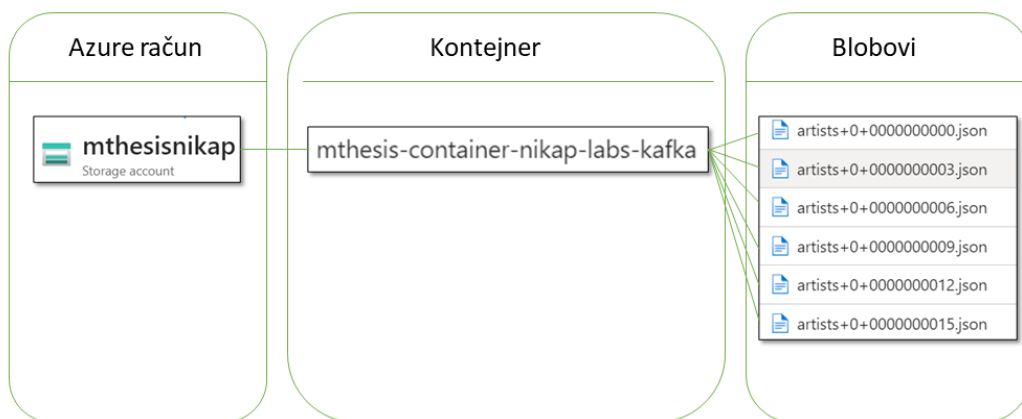 Azure račun
Kontejner
Blobovi
mthesisnikap
Storage account
mthesis-container-nikap-labs-kafka
artists+0+0000000000.json
artists+0+0000000003.json
artists+0+0000000006.json
artists+0+0000000009.json
artists+0+0000000012.json
artists+0+0000000015.json